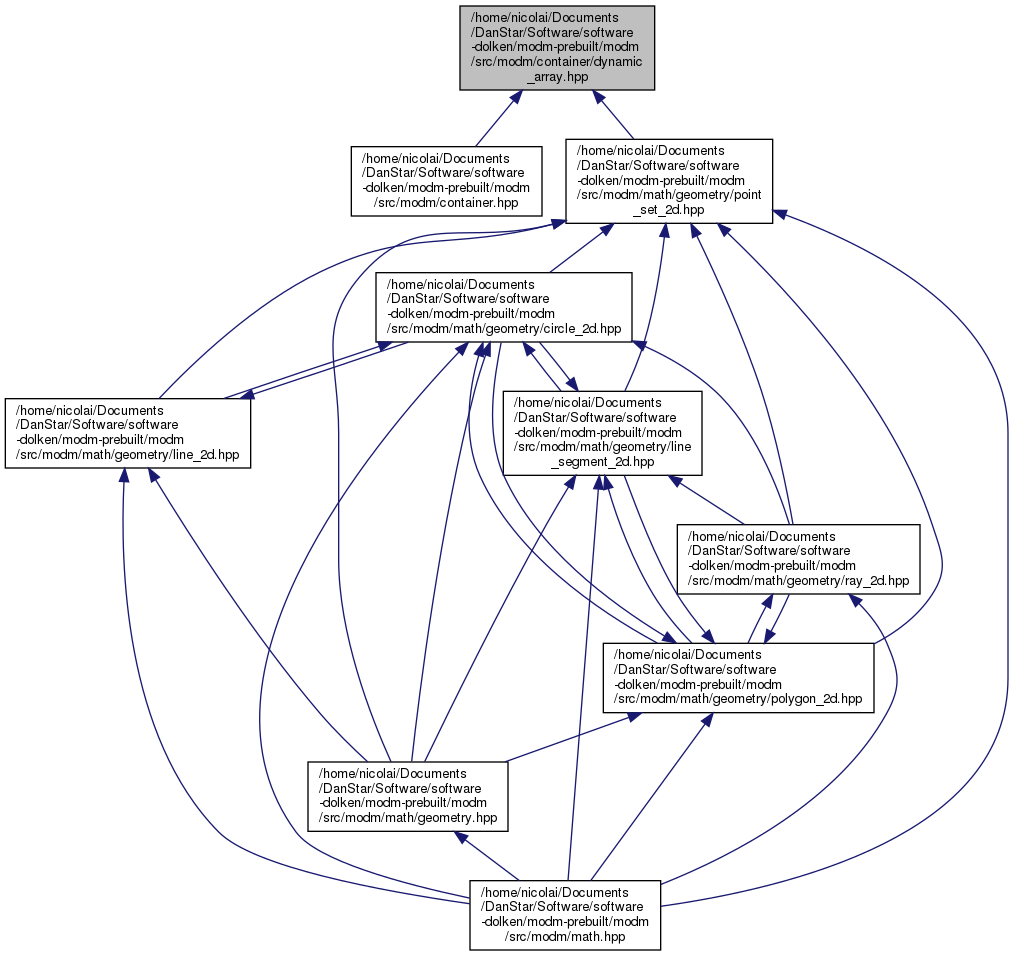 /home/nicolai/Documents
/DanStar/Software/software
-dolken/modm-prebuilt/modm
/src/modm/container/dynamic
_array.hpp
/home/nicolai/Documents
/DanStar/Software/software
-dolken/modm-prebuilt/modm
/src/modm/container.hpp
/home/nicolai/Documents
/DanStar/Software/software
-dolken/modm-prebuilt/modm
/src/modm/math/geometry/point
_set_2d.hpp
/home/nicolai/Documents
/DanStar/Software/software
-dolken/modm-prebuilt/modm
/src/modm/math/geometry/circle_2d.hpp
/home/nicolai/Documents
/DanStar/Software/software
-dolken/modm-prebuilt/modm
/src/modm/math/geometry/line_2d.hpp
/home/nicolai/Documents
/DanStar/Software/software
-dolken/modm-prebuilt/modm
/src/modm/math/geometry/line
_segment_2d.hpp
/home/nicolai/Documents
/DanStar/Software/software
-dolken/modm-prebuilt/modm
/src/modm/math/geometry/ray_2d.hpp
/home/nicolai/Documents
/DanStar/Software/software
-dolken/modm-prebuilt/modm
/src/modm/math/geometry/polygon_2d.hpp
/home/nicolai/Documents
/DanStar/Software/software
-dolken/modm-prebuilt/modm
/src/modm/math/geometry.hpp
/home/nicolai/Documents
/DanStar/Software/software
-dolken/modm-prebuilt/modm
/src/modm/math.hpp